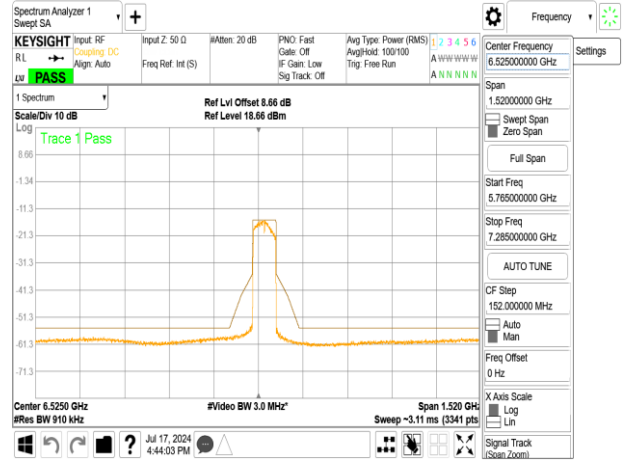 Spectrum Analyzer 1
Swept SA
Frequency
KEYSIGHT
RL
LW PASS
Input: RF
Coupling: DC
Align: Auto
Input Z: 50 Ω
Freq Ref: Int (S)
#Atten: 20 dB
PNO: Fast
Gate: Off
IF Gain: Low
Sig Track: Off
Avg Type: Power (RMS)
Avg|Hold: 100/100
Trig: Free Run
1 2 3 4 5 6
A W W W W W
A N N N N N
Settings
Center Frequency
6.525000000 GHz
Span
1.52000000 GHz
Swept Span
Zero Span
Full Span
Start Freq
5.765000000 GHz
Stop Freq
7.285000000 GHz
AUTO TUNE
CF Step
152.000000 MHz
Auto
Man
Freq Offset
0 Hz
X Axis Scale
Log
Lin
Signal Track
(Span Zoom)
1 Spectrum
Scale/Div 10 dB
Ref Lvl Offset 8.66 dB
Ref Level 18.66 dBm
Log
Trace 1 Pass
8.66
-1.34
-11.3
-21.3
-31.3
-41.3
-51.3
-61.3
-71.3
Center 6.5250 GHz
#Video BW 3.0 MHz*
Span 1.520 GHz
#Res BW 910 kHz
Sweep ~3.11 ms (3341 pts
Jul 17, 2024
4:44:03 PM